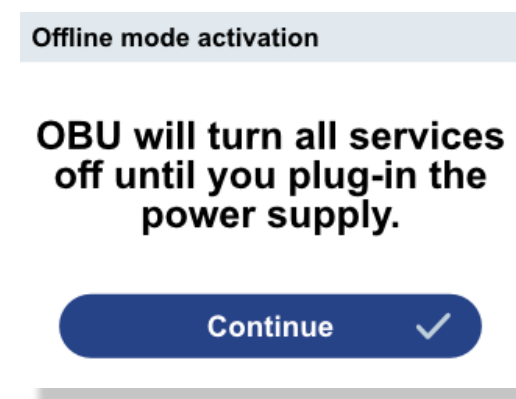 Offline mode activation
OBU will turn all services
off until you plug-in the
power supply.
Continue